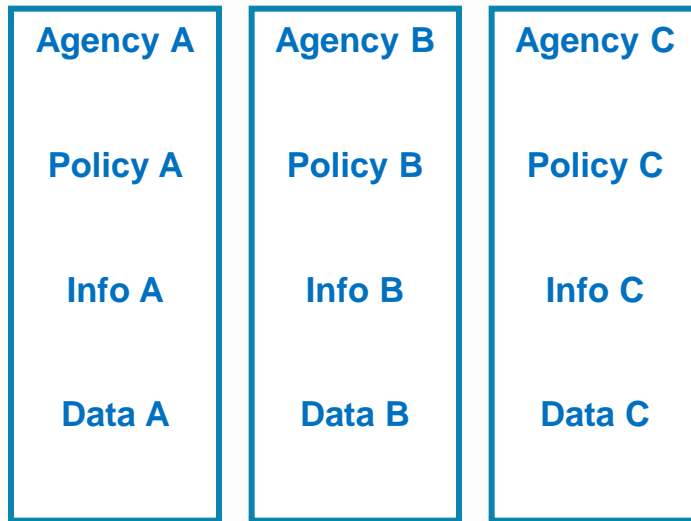 Agency A
Policy A
Info A
Data A
Agency B
Policy B
Info B
Data B
Agency C
Policy C
Info C
Data C